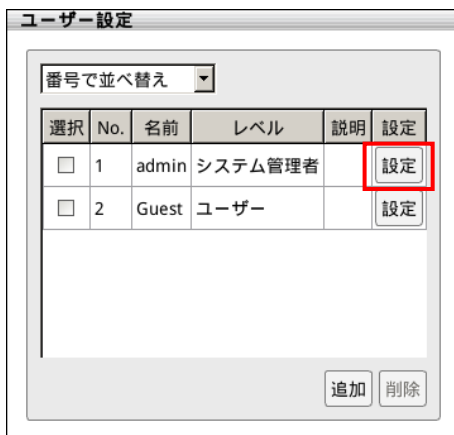 ユーザー設定
番号で並べ替え
選択 No. 名前 レベル 説明 設定
1 admin システム管理者 設定
2 Guest ユーザー 設定
追加 削除